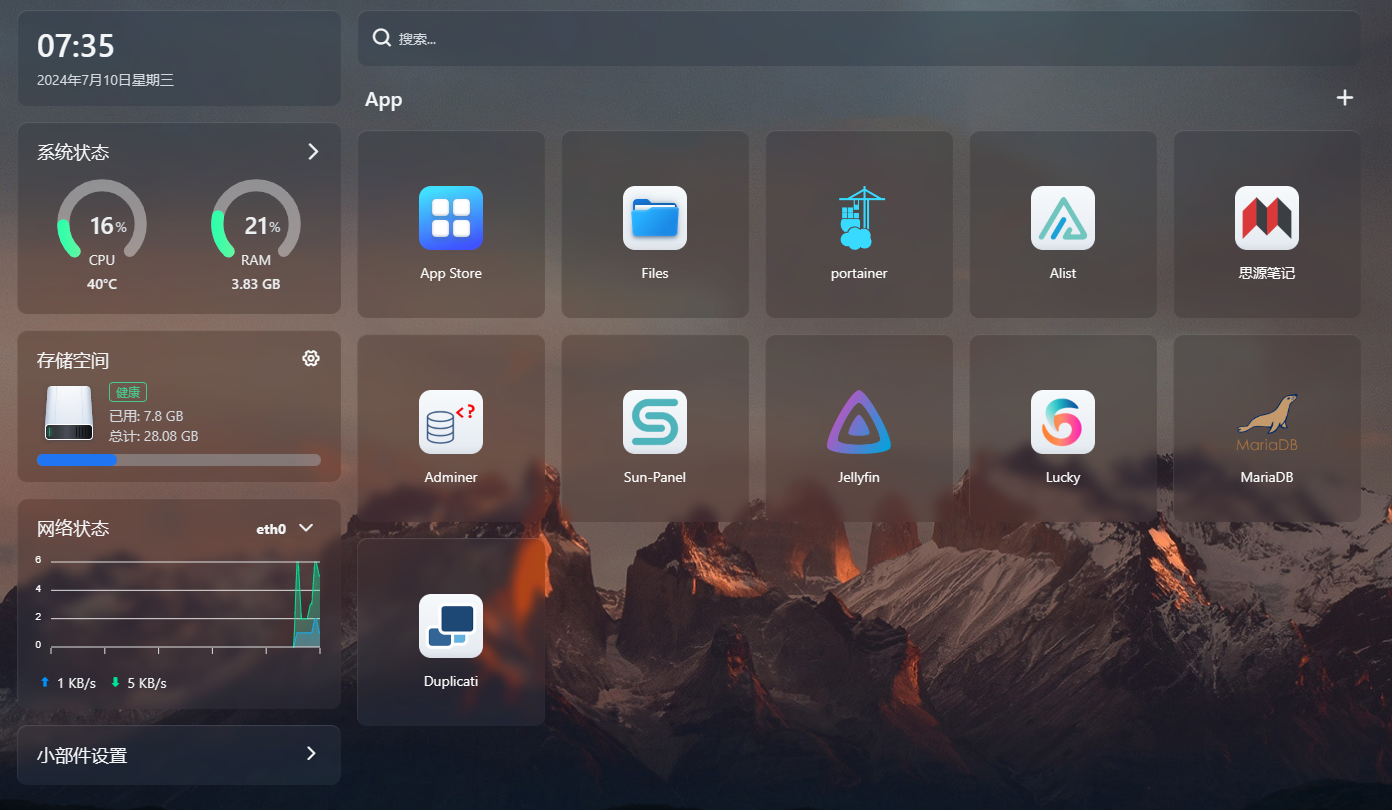 07:35
2024年7月10日星期三
搜索...
App
系统状态
16%
CPU
40°C
21%
RAM
3.83 GB
存储空间
健康
已用: 7.8 GB
总计: 28.08 GB
网络状态
eth0
6
4
2
0
1 KB/s
5 KB/s
小部件设置
App Store
Files
portainer
Alist
思源笔记
<?
Adminer
Sun-Panel
Jellyfin
Lucky
MariaDB
MariaDB
Duplicati